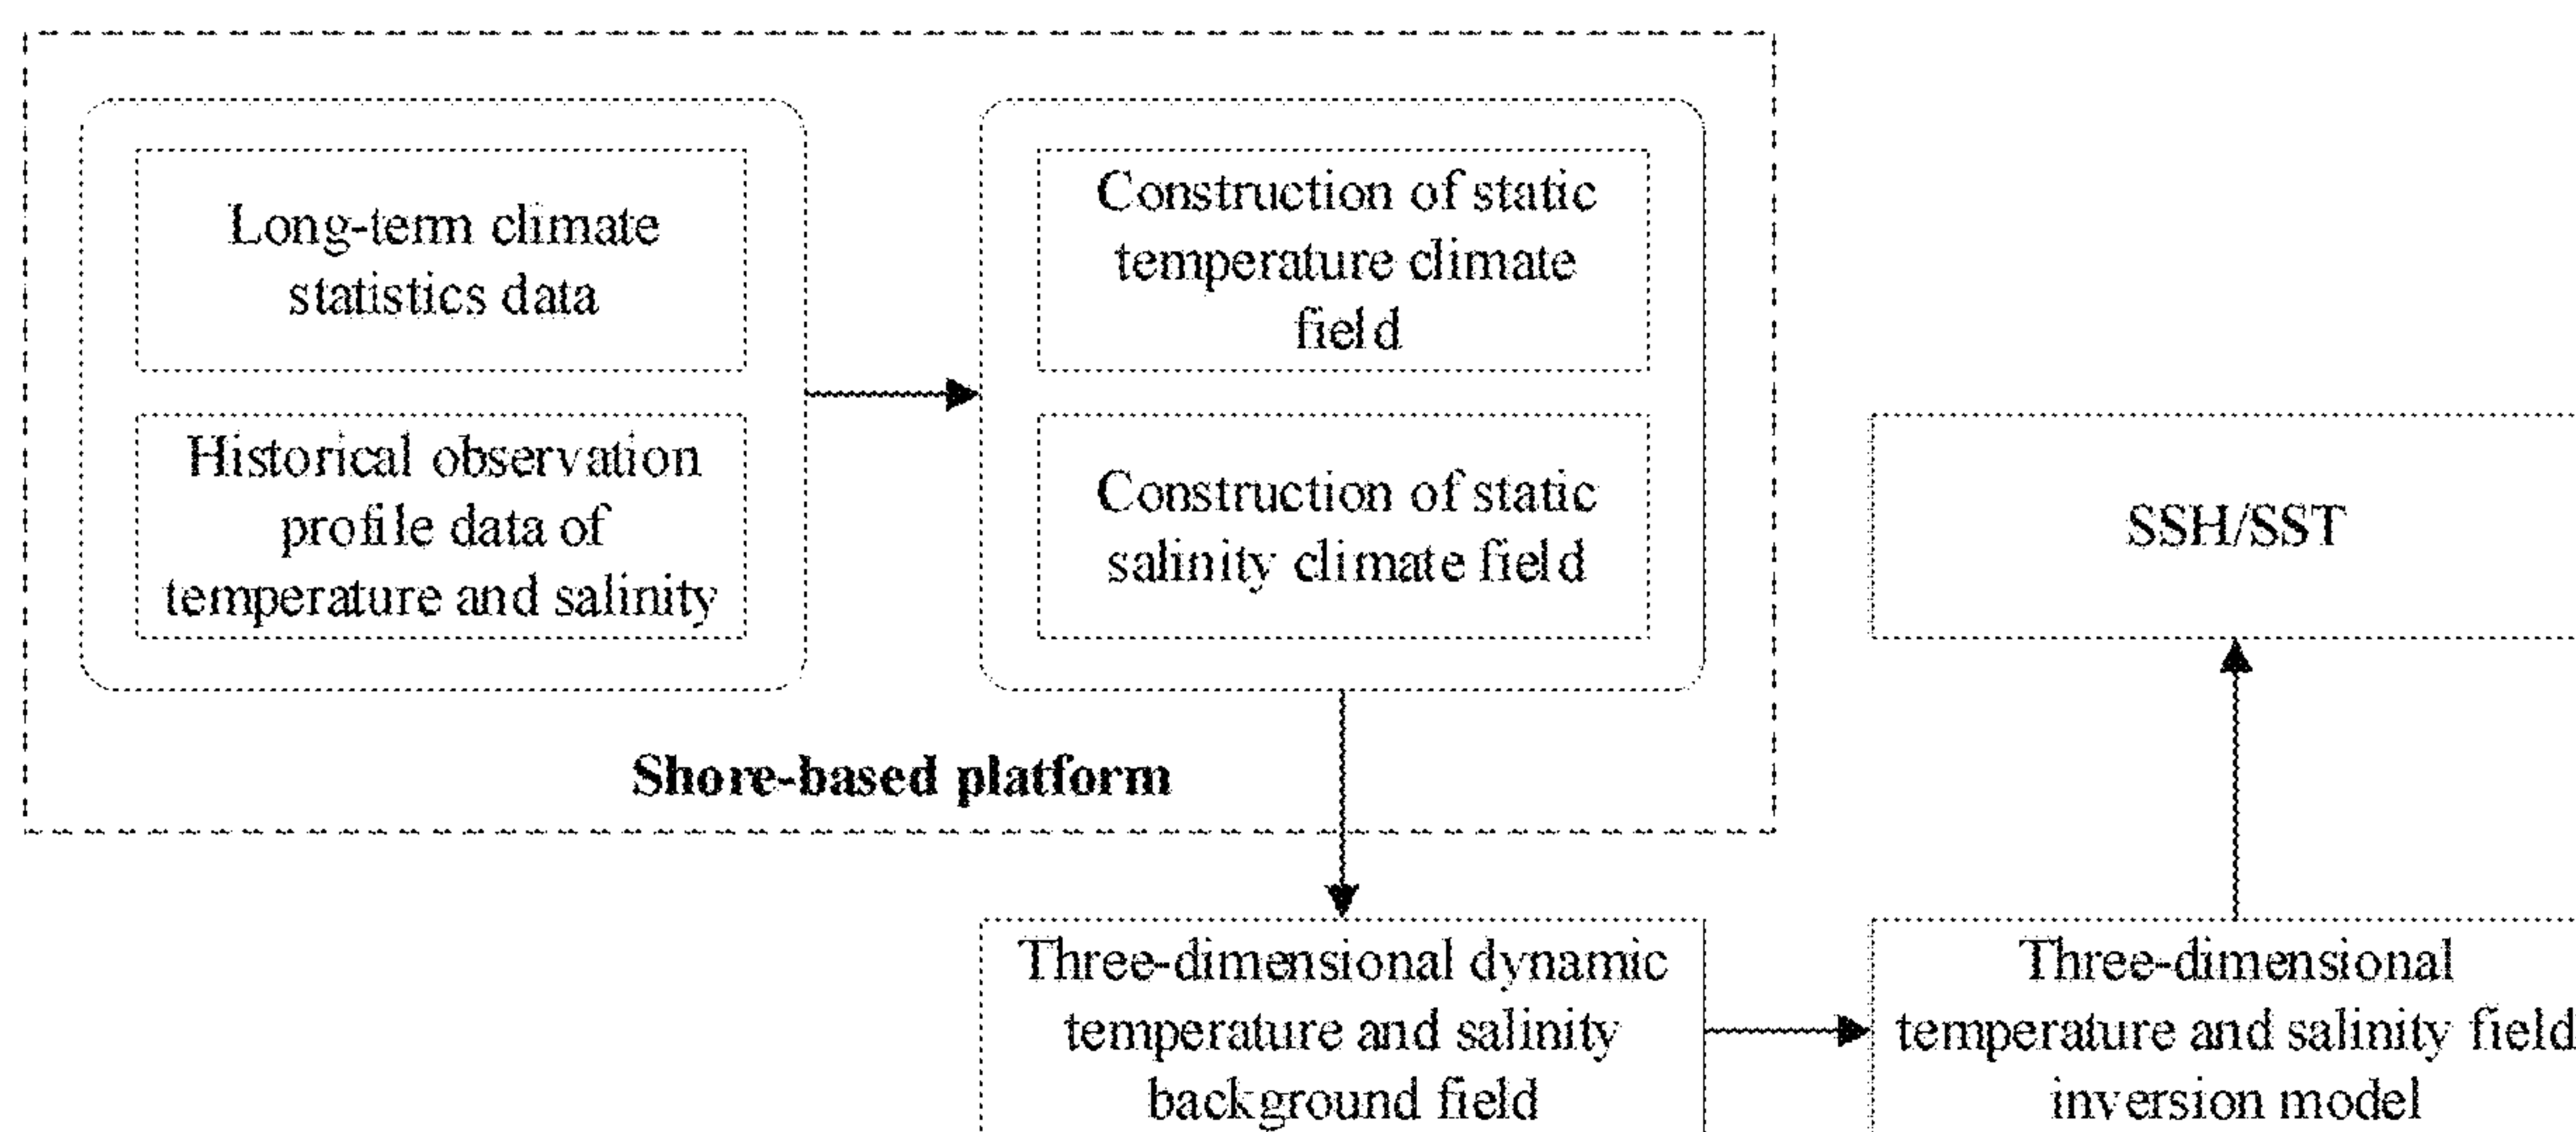 Long-term climate
statistics data
Historical observation
profile data of
temperature and salinity
Construction of static
temperature climate
field
Construction of static
salinity climate field
SSH/SST
Shore-based platform
Three-dimensional dynamic
temperature and salinity
background field
Three-dimensional
temperature and salinity field
inversion model